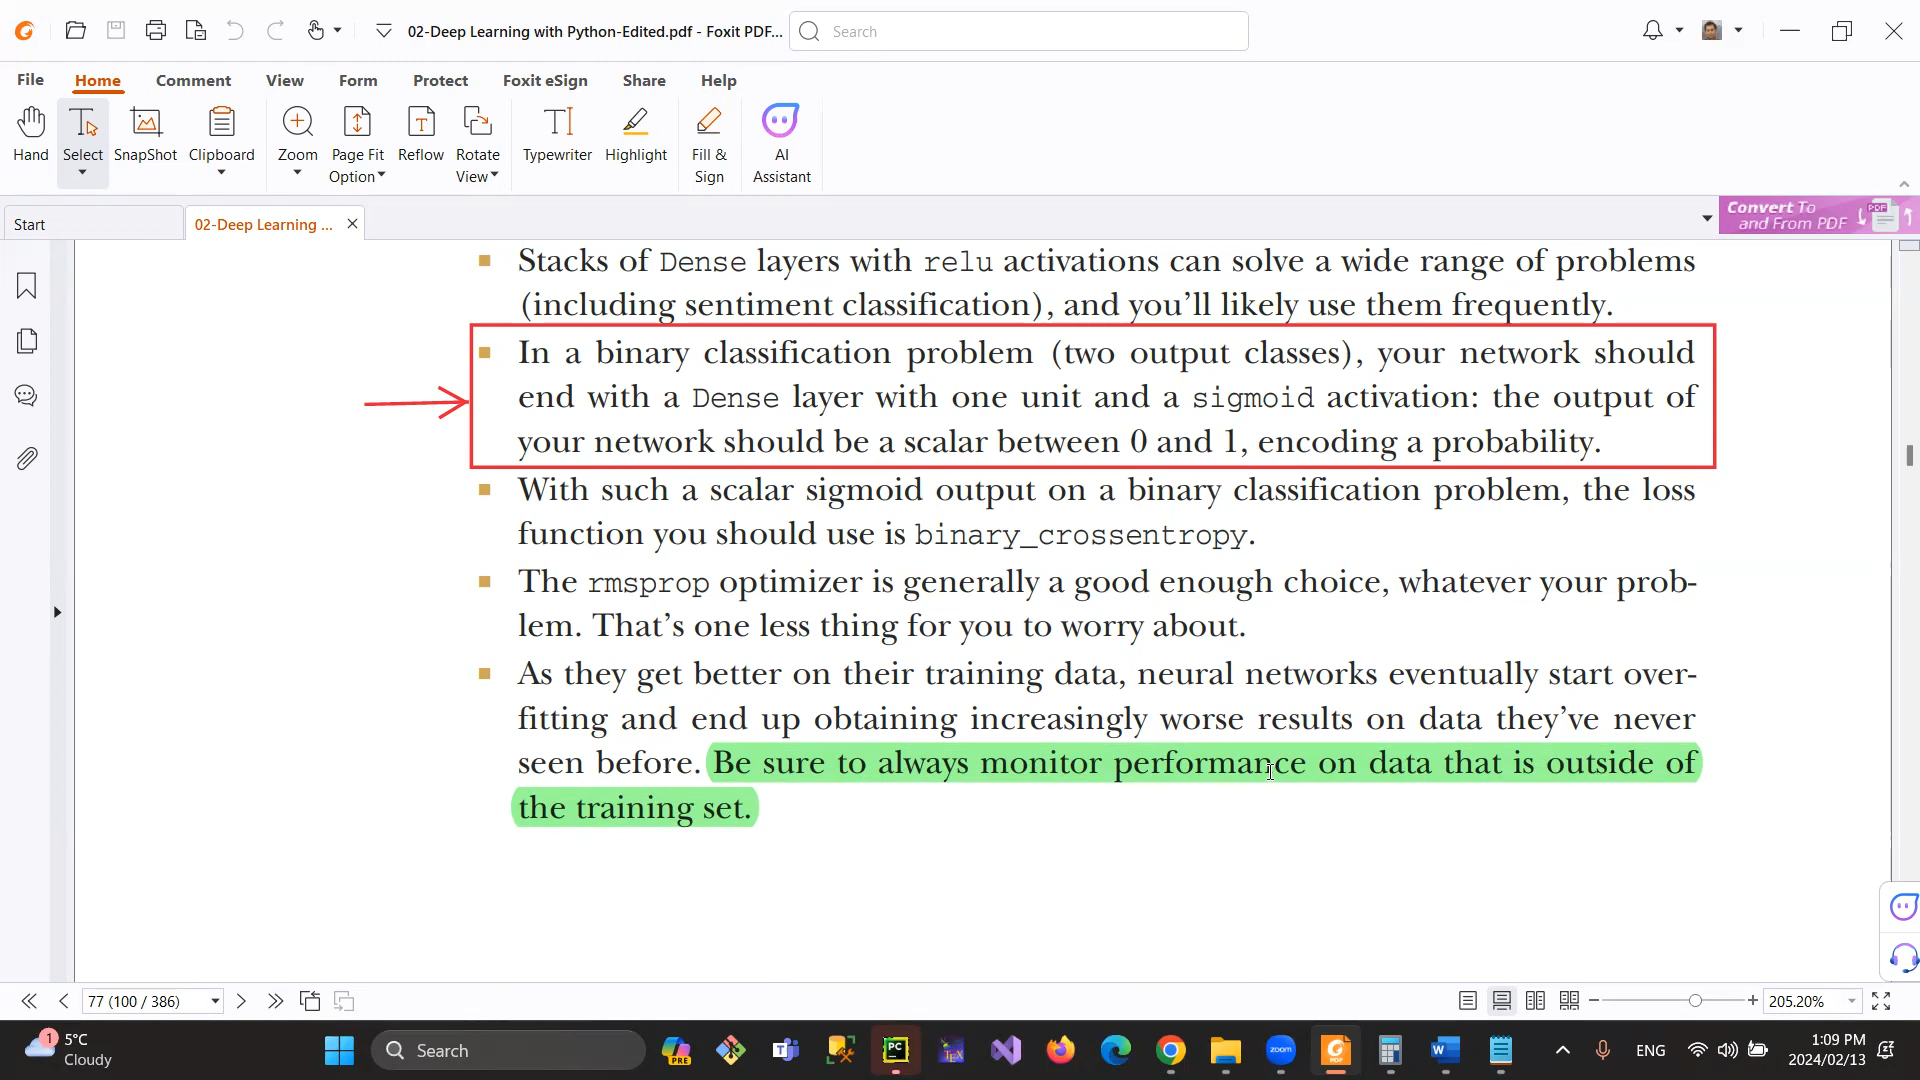 02-Deep Learning with Python-Edited.pdf - Foxit PDF...
Search
File
Home
Comment
View
Form
Protect
Foxit eSign
Share
Help
Hand
Select
SnapShot
Clipboard
Zoom
Page Fit
Option
Reflow
Rotate
View
Typewriter
Highlight
Fill &
Sign
AI
Assistant
Start
02-Deep Learning ...
Convert To
and From PDF
PDF
Stacks of Dense layers with relu activations can solve a wide range of problems
(including sentiment classification), and you’ll likely use them frequently.
In a binary classification problem (two output classes), your network should
end with a Dense layer with one unit and a sigmoid activation: the output of
your network should be a scalar between 0 and 1, encoding a probability.
With such a scalar sigmoid output on a binary classification problem, the loss
function you should use is binary_crossentropy.
The rmsprop optimizer is generally a good enough choice, whatever your prob-
lem. That’s one less thing for you to worry about.
As they get better on their training data, neural networks eventually start over-
fitting and end up obtaining increasingly worse results on data they’ve never
seen before. Be sure to always monitor performance on data that is outside of
the training set.
77 (100 / 386)
205.20%
1
5°C
Cloudy
Search
PRE
T
PC
TEX
zoom
PDF
W
ENG
1:09 PM
2024/02/13